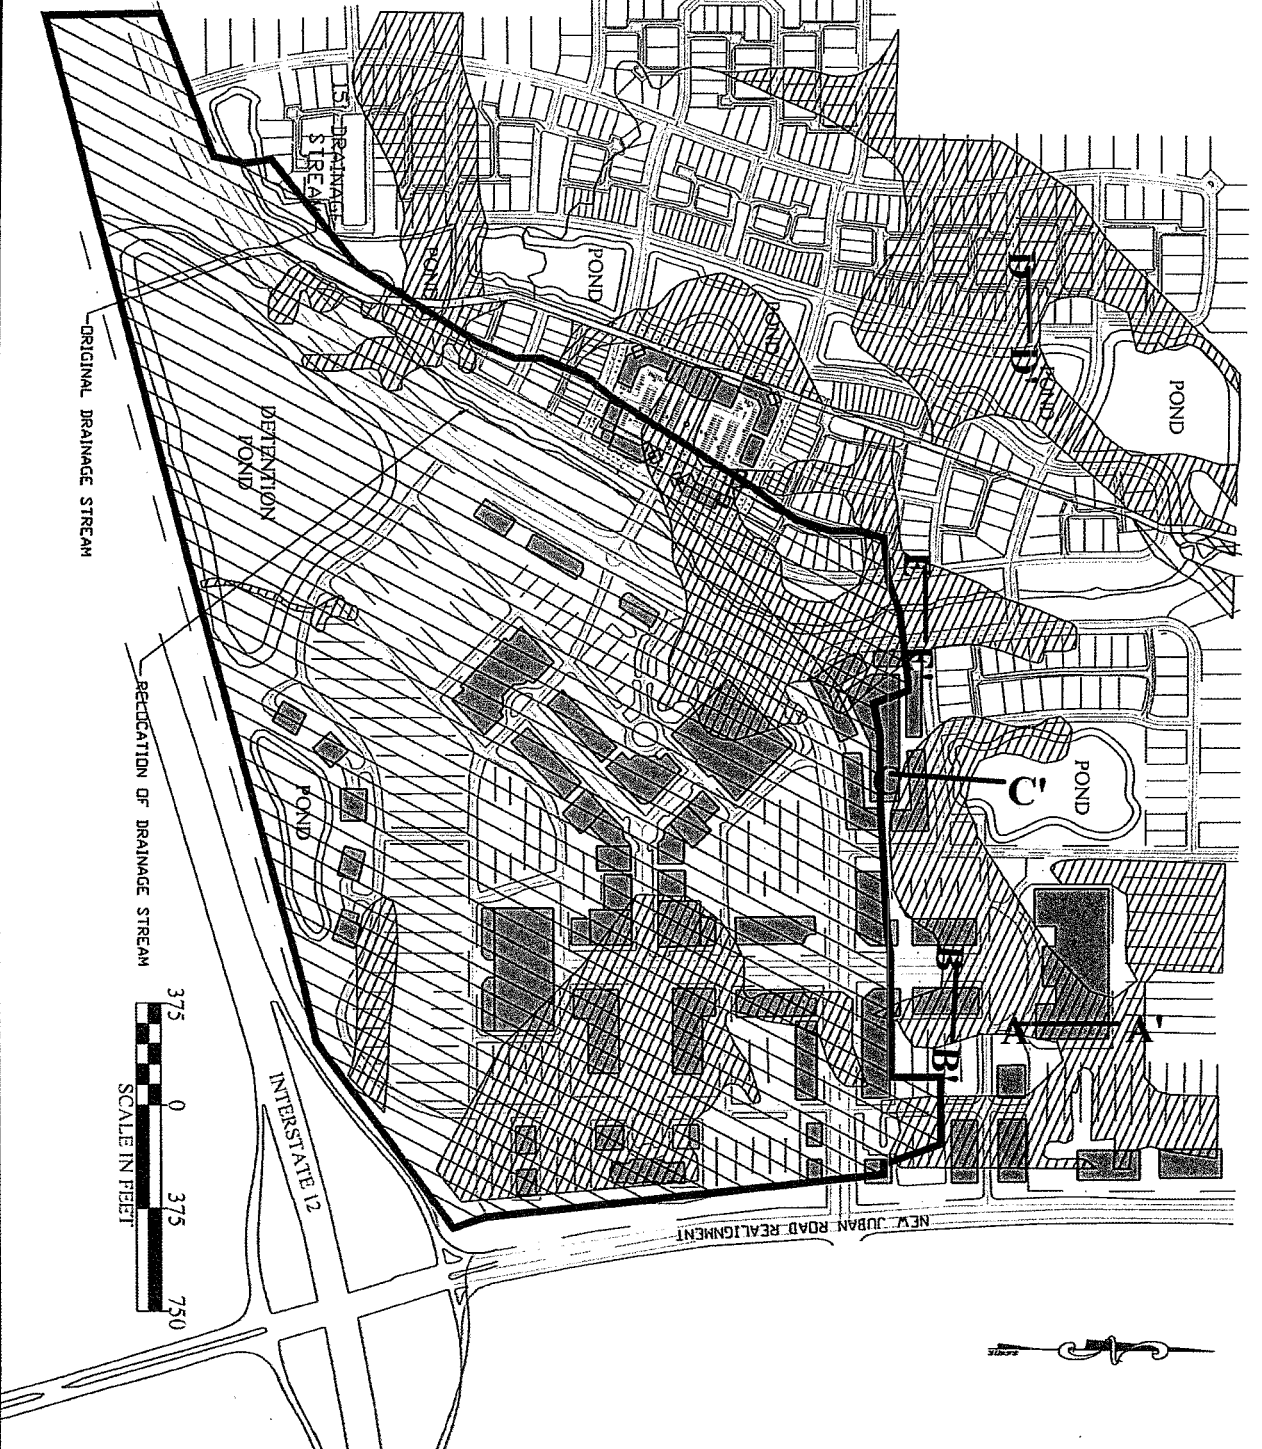 15' DRAINAGE
STREAM
POND
POND
POND
D
D'
POND
POND
ORIGINAL DRAINAGE STREAM
DETENTION
POND
E
E'
POND
C'
POND
RELOCATION OF DRAINAGE STREAM
B
B'
A
A'
INTERSTATE 12
NEW JUBAN ROAD REALIGNMENT
375
0
375
750
SCALE IN FEET